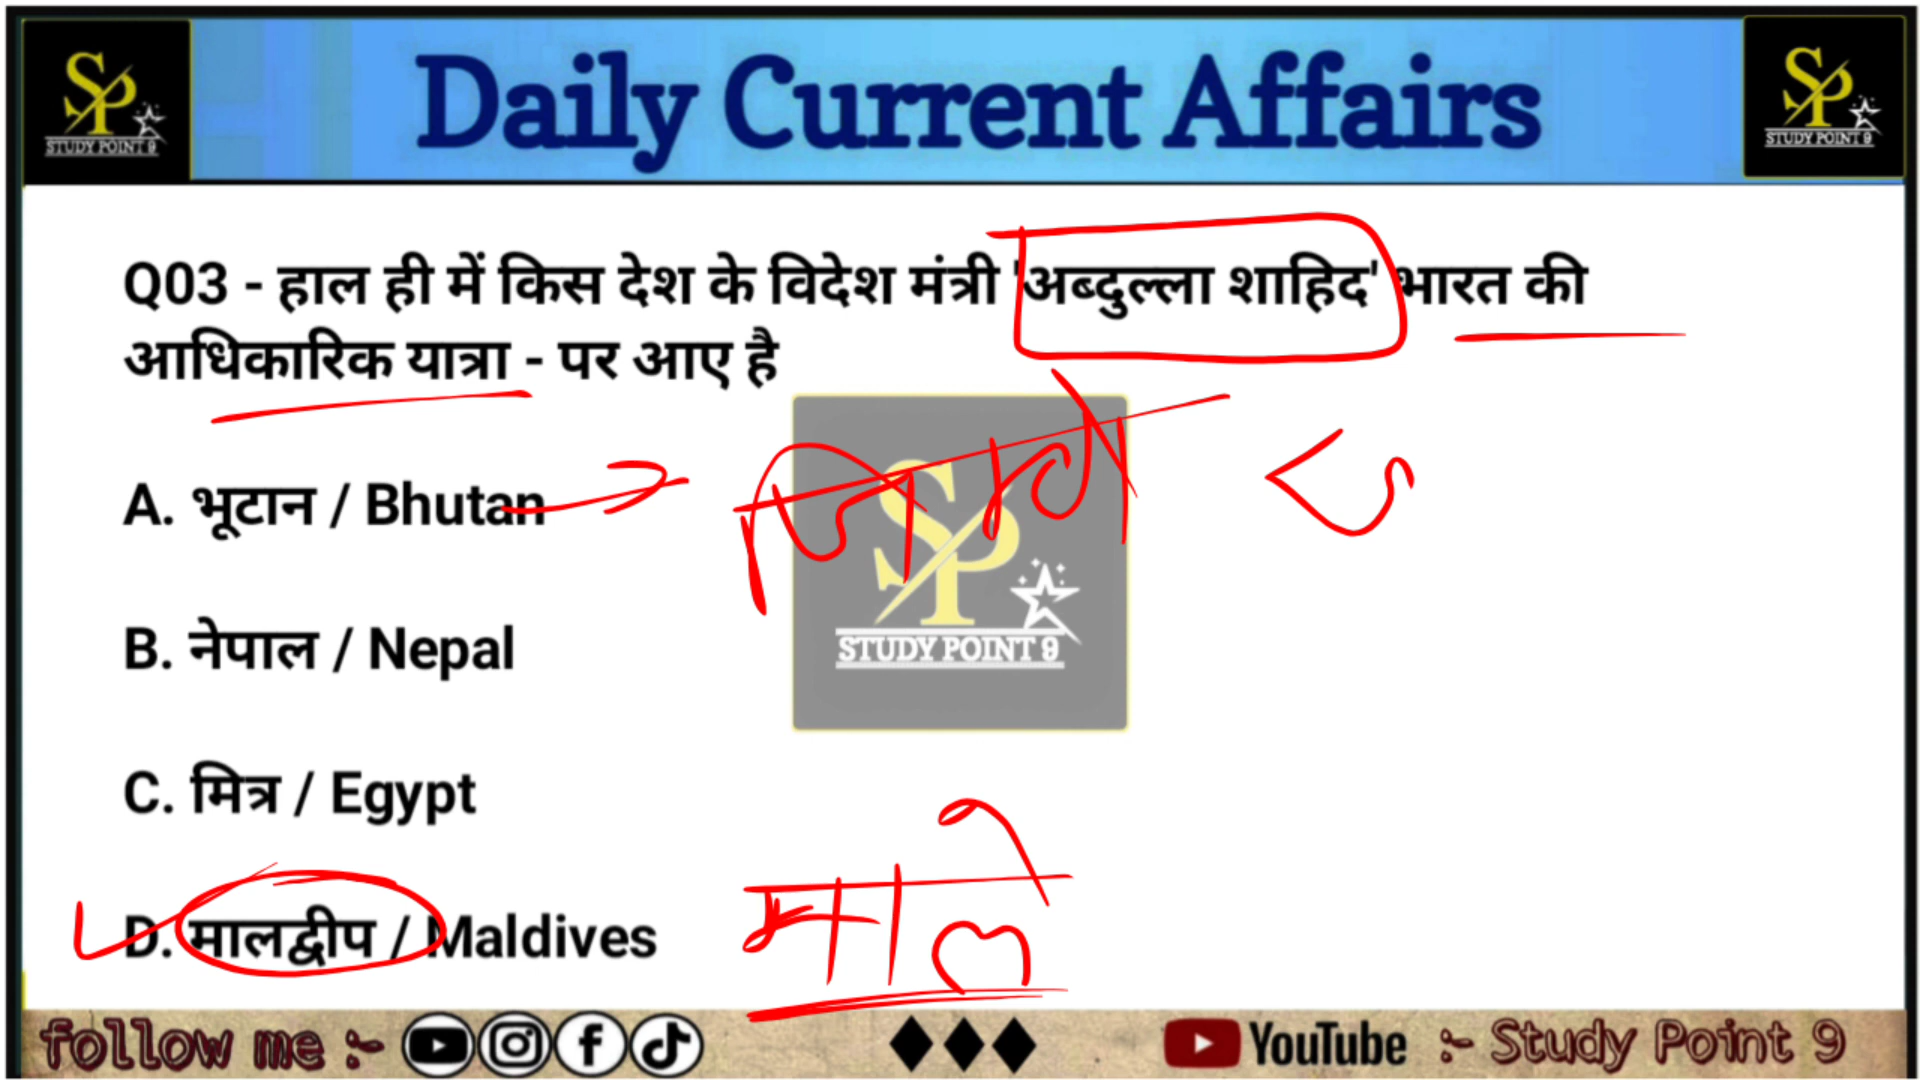 SP
STUDY POINT 9
Daily Current Affairs
SP
STUDY POINT 9
Q03 - हाल ही में किस देश के विदेश मंत्री 'अब्दुल्ला शाहिद' भारत की
आधिकारिक यात्रा - पर आए है
A. भूटान / Bhutan
SP
STUDY POINT 9
B. नेपाल / Nepal
C. मित्र / Egypt
D. मालद्वीप / Maldives
माले
follow me :-
YouTube :- Study Point 9